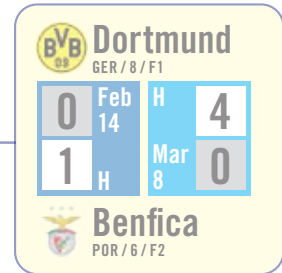 BVB
09
Dortmund
GER/8/F1
0 Feb 14 H 4
1 H Mar 8 0
Benfica
POR/6/F2